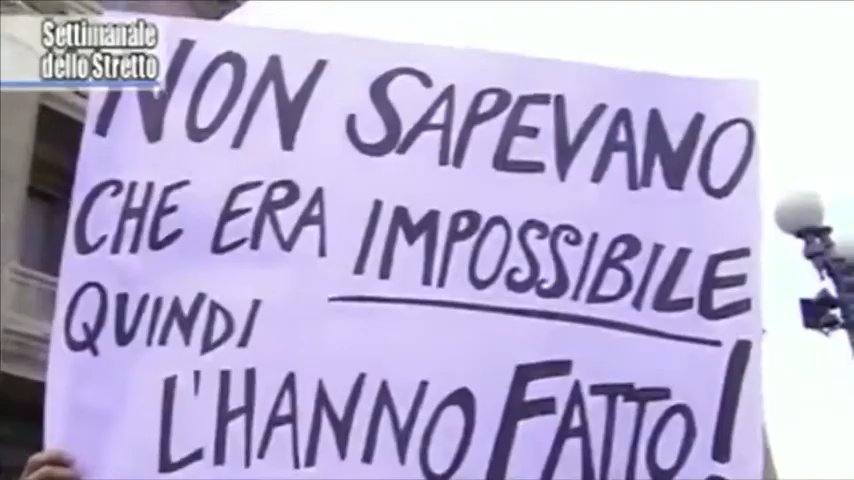 Settimanale
dello Stretto
NON SAPEVANO
CHE ERA IMPOSSIBILE
QUINDI
L'HANNO FATTO!